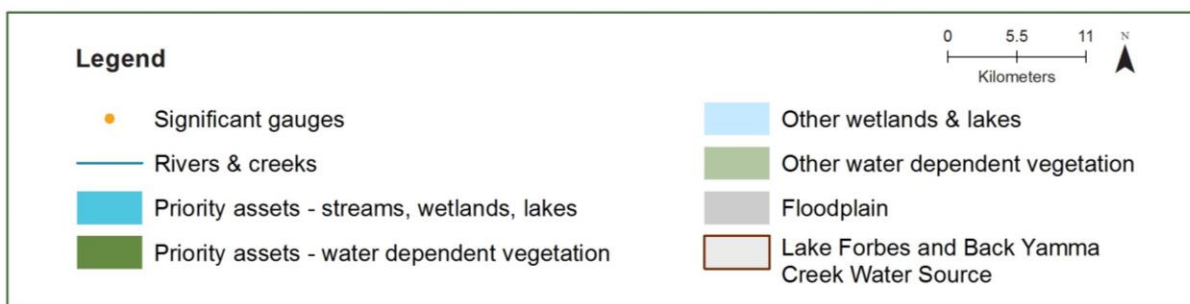 Legend
0 5.5 11 N
Kilometers
Significant gauges
Rivers & creeks
Priority assets - streams, wetlands, lakes
Priority assets - water dependent vegetation
Other wetlands & lakes
Other water dependent vegetation
Floodplain
Lake Forbes and Back Yamma
Creek Water Source